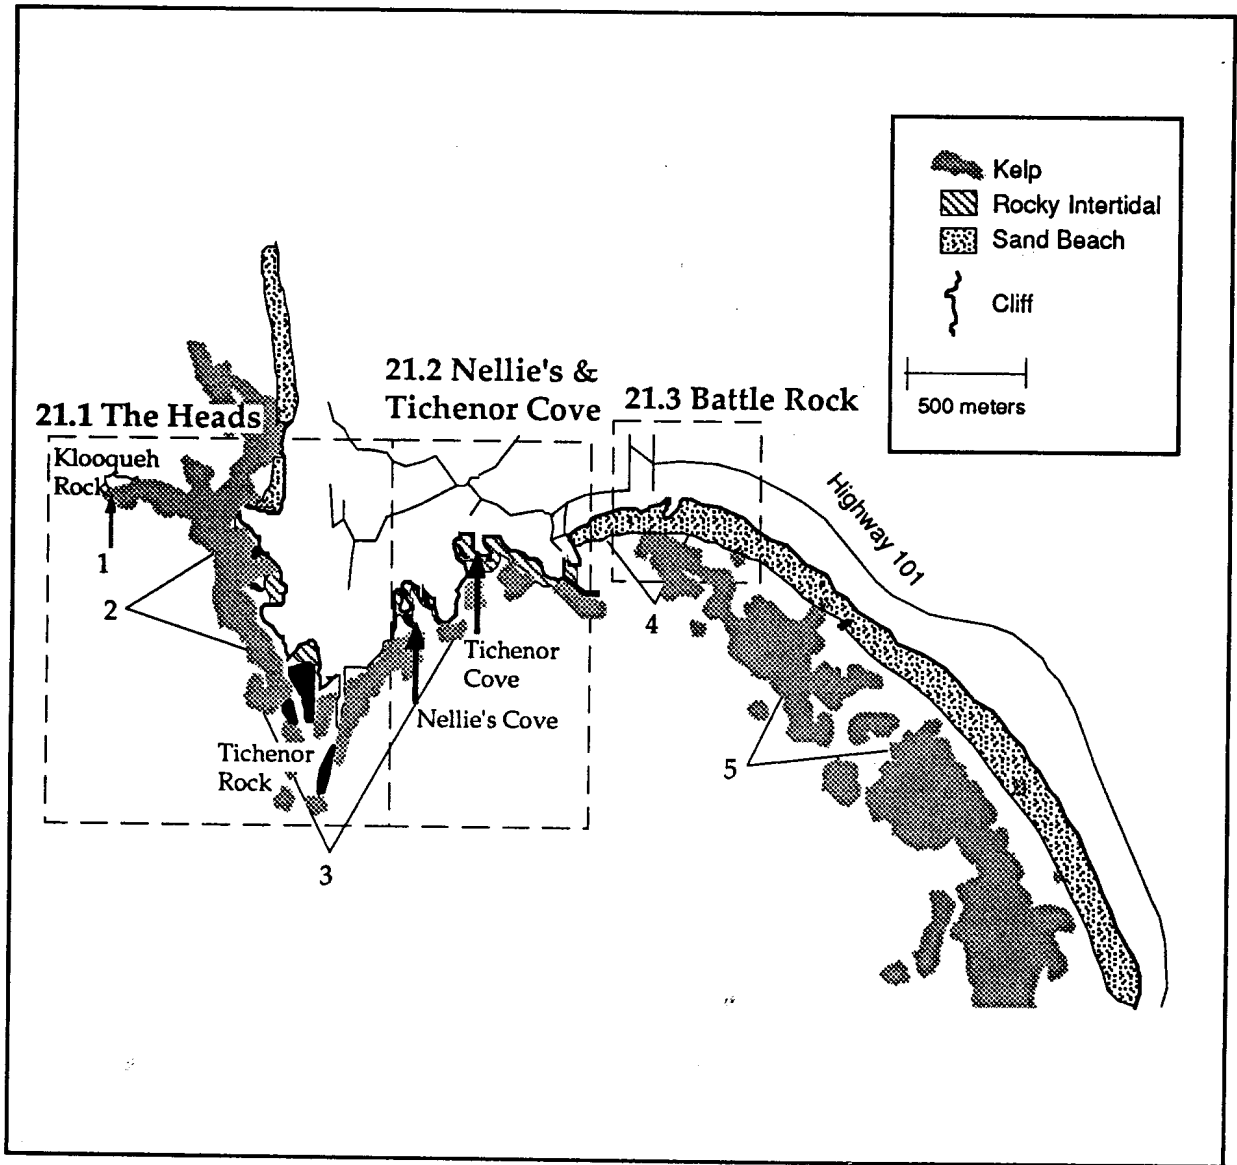 Kelp
Rocky Intertidal
Sand Beach
Cliff
500 meters
21.1 The Heads
21.2 Nellie's &
Tichenor Cove
21.3 Battle Rock
Klooqueh
Rock
Highway 101
1
2
4
Tichenor
Cove
Nellie's Cove
Tichenor
Rock
5
3